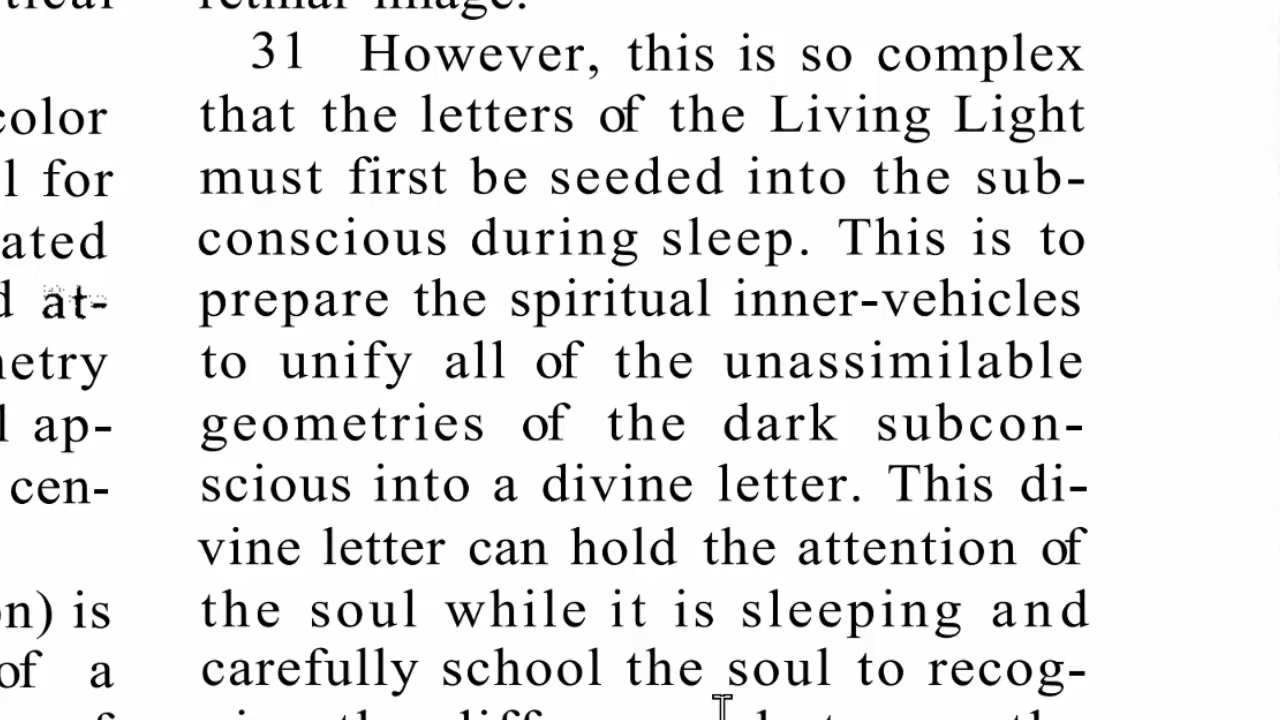 color
l for
ated
d at-
netry
l ap-
cen-
on) is
of a
retinal image.
31 However, this is so complex
that the letters of the Living Light
must first be seeded into the sub-
conscious during sleep. This is to
prepare the spiritual inner-vehicles
to unify all of the unassimilable
geometries of the dark subcon-
scious into a divine letter. This di-
vine letter can hold the attention of
the soul while it is sleeping and
carefully school the soul to recog-